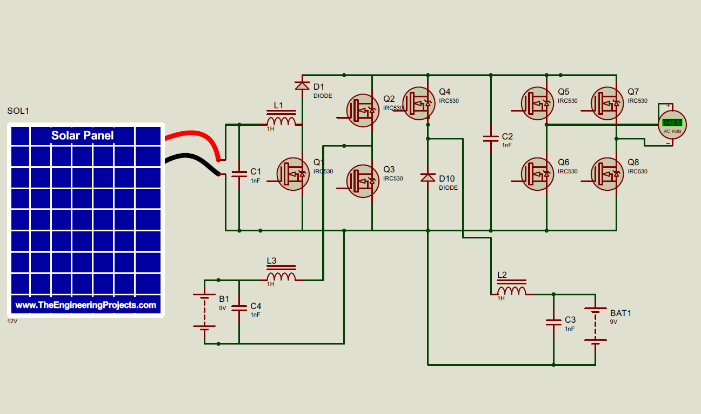 SOL1
Solar Panel
www.TheEngineeringProjects.com
12V
D1
DIODE
L1
1H
C1
1nF
Q1
IRC530
Q2
IRC530
Q3
IRC530
Q4
IRC530
D10
DIODE
C2
1nF
Q5
IRC530
Q7
IRC530
Q6
IRC530
Q8
IRC530
AC Volts
L3
1H
B1
9V
C4
1nF
L2
1H
C3
1nF
BAT1
9V